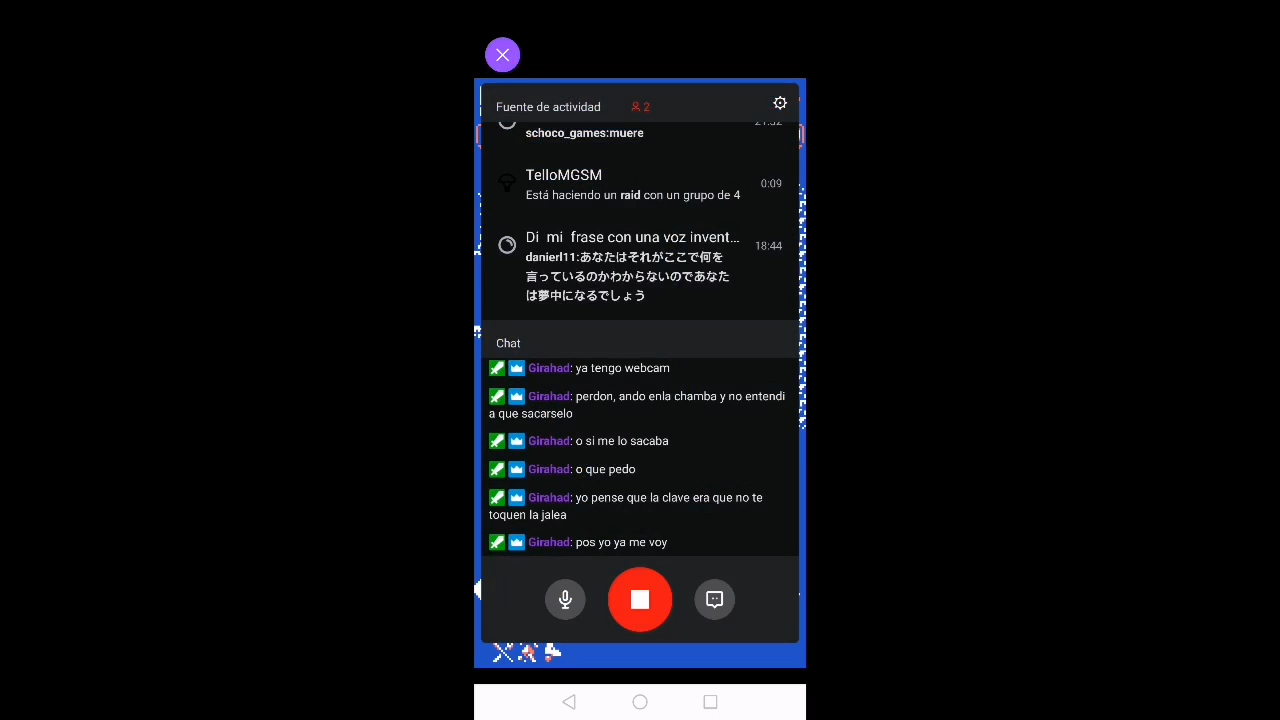 Fuente de actividad 2
schoco_games:muere
TelloMGSM
Está haciendo un raid con un grupo de 4
0:09
Di mi frase con una voz invent...
18:44
danierl11:あなたはそれがここで何を
言っているのかわからないのであなた
は夢中になるでしょう
Chat
Girahad: ya tengo webcam
Girahad: perdon, ando enla chamba y no entendi
a que sacarselo
Girahad: o si me lo sacaba
Girahad: o que pedo
Girahad: yo pense que la clave era que no te
toquen la jalea
Girahad: pos yo ya me voy